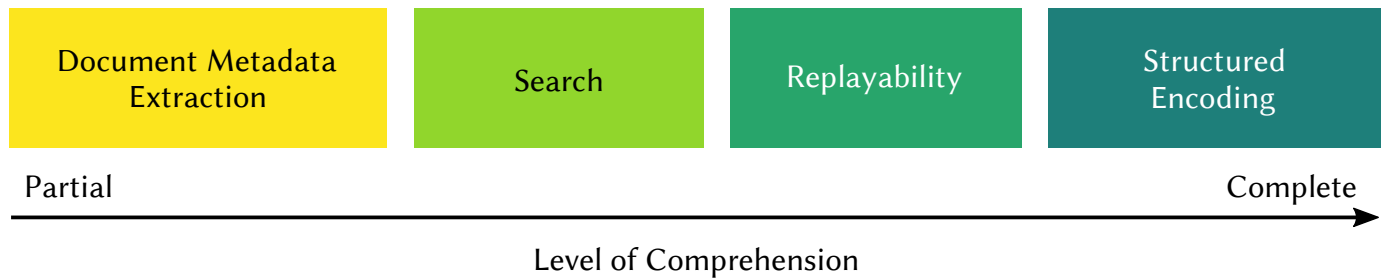 Document Metadata
Extraction
Search
Replayability
Structured
Encoding
Partial
Complete
Level of Comprehension